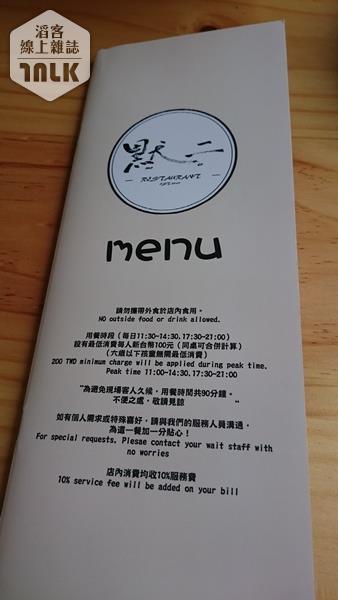 滔客
線上雜誌
TALK
默 二
RESTAURANT
menu
請勿攜帶外食於店內食用。
NO outside food or drink allowed.
用餐時段（每日11:30-14:30.17:30-21:00)
設有最低消費每人新台幣100元（同桌可合併計算）
(六歲以下孩童無需最低消費)
200 TWD minimum charge will be applied during peak time.
Peak time 11:00-14:30.17:30-21:00
"為避免現場客人久候，用餐時間共90分鐘。
不便之處，敬請見諒 "
如有個人需求或特殊喜好，請與我們的服務人員溝通，
為這一餐加一分點心！
For special requests. Plesae contact your wait staff with
no worries
店內消費均收10%服務費
10% service fee will be added on your bill